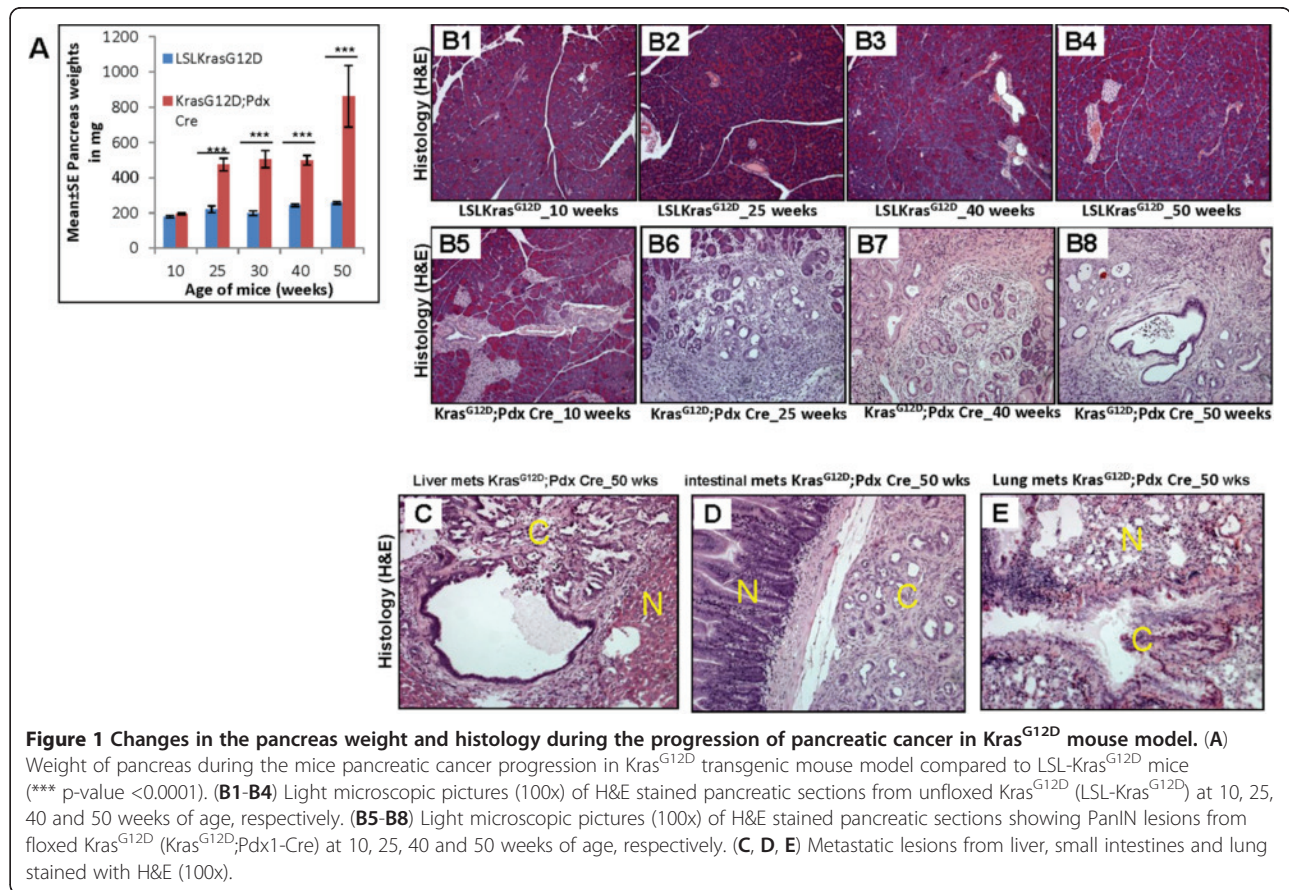 A
1200
1000
800
600
400
200
0
Mean±SE Pancreas weights
in mg
LSLKrasG12D
KrasG12D;Pdx
Cre
***
***
***
***
10 25 30 40 50
Age of mice (weeks)
Histology (H&E)
B1 B2 B3 B4
LSLKrasG12D_10 weeks LSLKrasG12D_25 weeks LSLKrasG12D_40 weeks LSLKrasG12D_50 weeks
Histology (H&E)
B5 B6 B7 B8
KrasG12D;Pdx Cre_10 weeks KrasG12D;Pdx Cre_25 weeks KrasG12D;Pdx Cre_40 weeks KrasG12D;Pdx Cre_50 weeks
Liver mets KrasG12D;Pdx Cre_50 wks intestinal mets KrasG12D;Pdx Cre_50 wks Lung mets KrasG12D;Pdx Cre_50 wks
Histology (H&E)
C C N
D N C
E N C
Figure 1 Changes in the pancreas weight and histology during the progression of pancreatic cancer in KrasG12D mouse model. (A)
Weight of pancreas during the mice pancreatic cancer progression in KrasG12D transgenic mouse model compared to LSL-KrasG12D mice
(*** p-value <0.0001). (B1-B4) Light microscopic pictures (100x) of H&E stained pancreatic sections from unfloxed KrasG12D (LSL-KrasG12D) at 10, 25,
40 and 50 weeks of age, respectively. (B5-B8) Light microscopic pictures (100x) of H&E stained pancreatic sections showing PanIN lesions from
floxed KrasG12D (KrasG12D;Pdx1-Cre) at 10, 25, 40 and 50 weeks of age, respectively. (C, D, E) Metastatic lesions from liver, small intestines and lung
stained with H&E (100x).